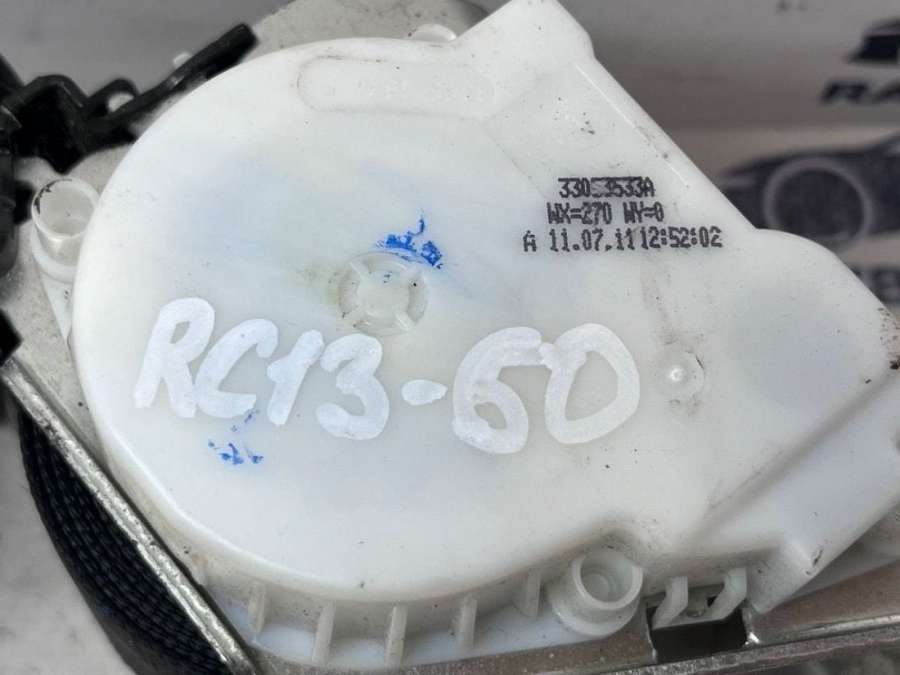 33053533A
WX=270 WY=0
A 11.07.11 12:52:02
RC13-60